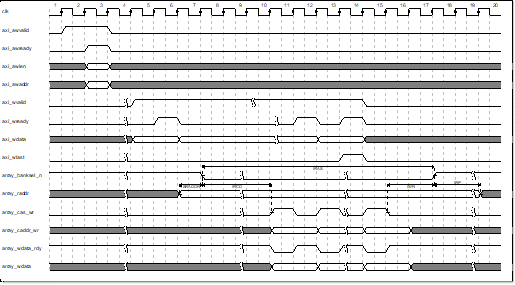 1 2 3 4 5 6 7 8 9 10 11 12 13 14 15 16 17 18 19 20
clk
axi_awvalid
axi_awready
axi_awlen
axi_awaddr
axi_wvalid
axi_wready
axi_wdata
axi_wlast
array_banksel_n
array_raddr
array_cas_wr
array_caddr_wr
array_wdata_rdy
array_wdata